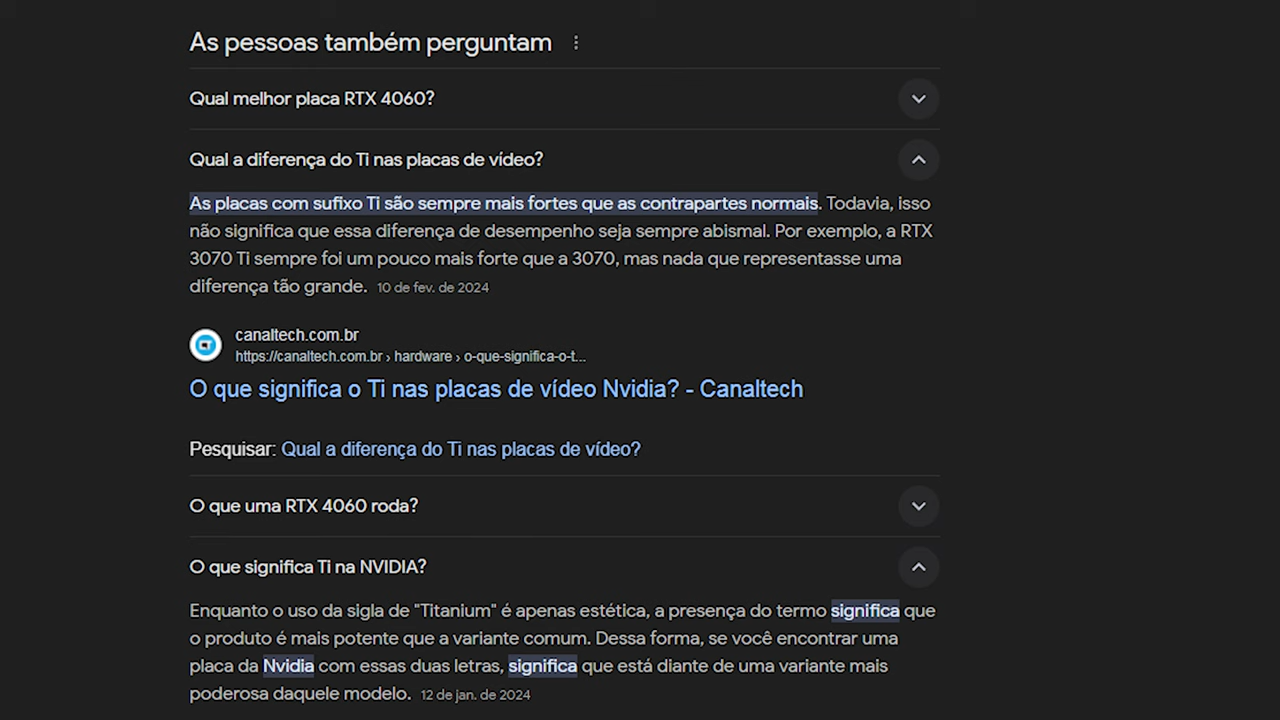 As pessoas também perguntam
Qual melhor placa RTX 4060?
Qual a diferença do Ti nas placas de vídeo?
As placas com sufixo Ti são sempre mais fortes que as contrapartes normais. Todavia, isso
não significa que essa diferença de desempenho seja sempre abismal. Por exemplo, a RTX
3070 Ti sempre foi um pouco mais forte que a 3070, mas nada que representasse uma
diferença tão grande. 10 de fev. de 2024
canaltech.com.br
https://canaltech.com.br › hardware › o-que-significa-o-t...
O que significa o Ti nas placas de vídeo Nvidia? - Canaltech
Pesquisar: Qual a diferença do Ti nas placas de vídeo?
O que uma RTX 4060 roda?
O que significa Ti na NVIDIA?
Enquanto o uso da sigla de "Titanium" é apenas estética, a presença do termo significa que
o produto é mais potente que a variante comum. Dessa forma, se você encontrar uma
placa da Nvidia com essas duas letras, significa que está diante de uma variante mais
poderosa daquele modelo. 12 de jan. de 2024